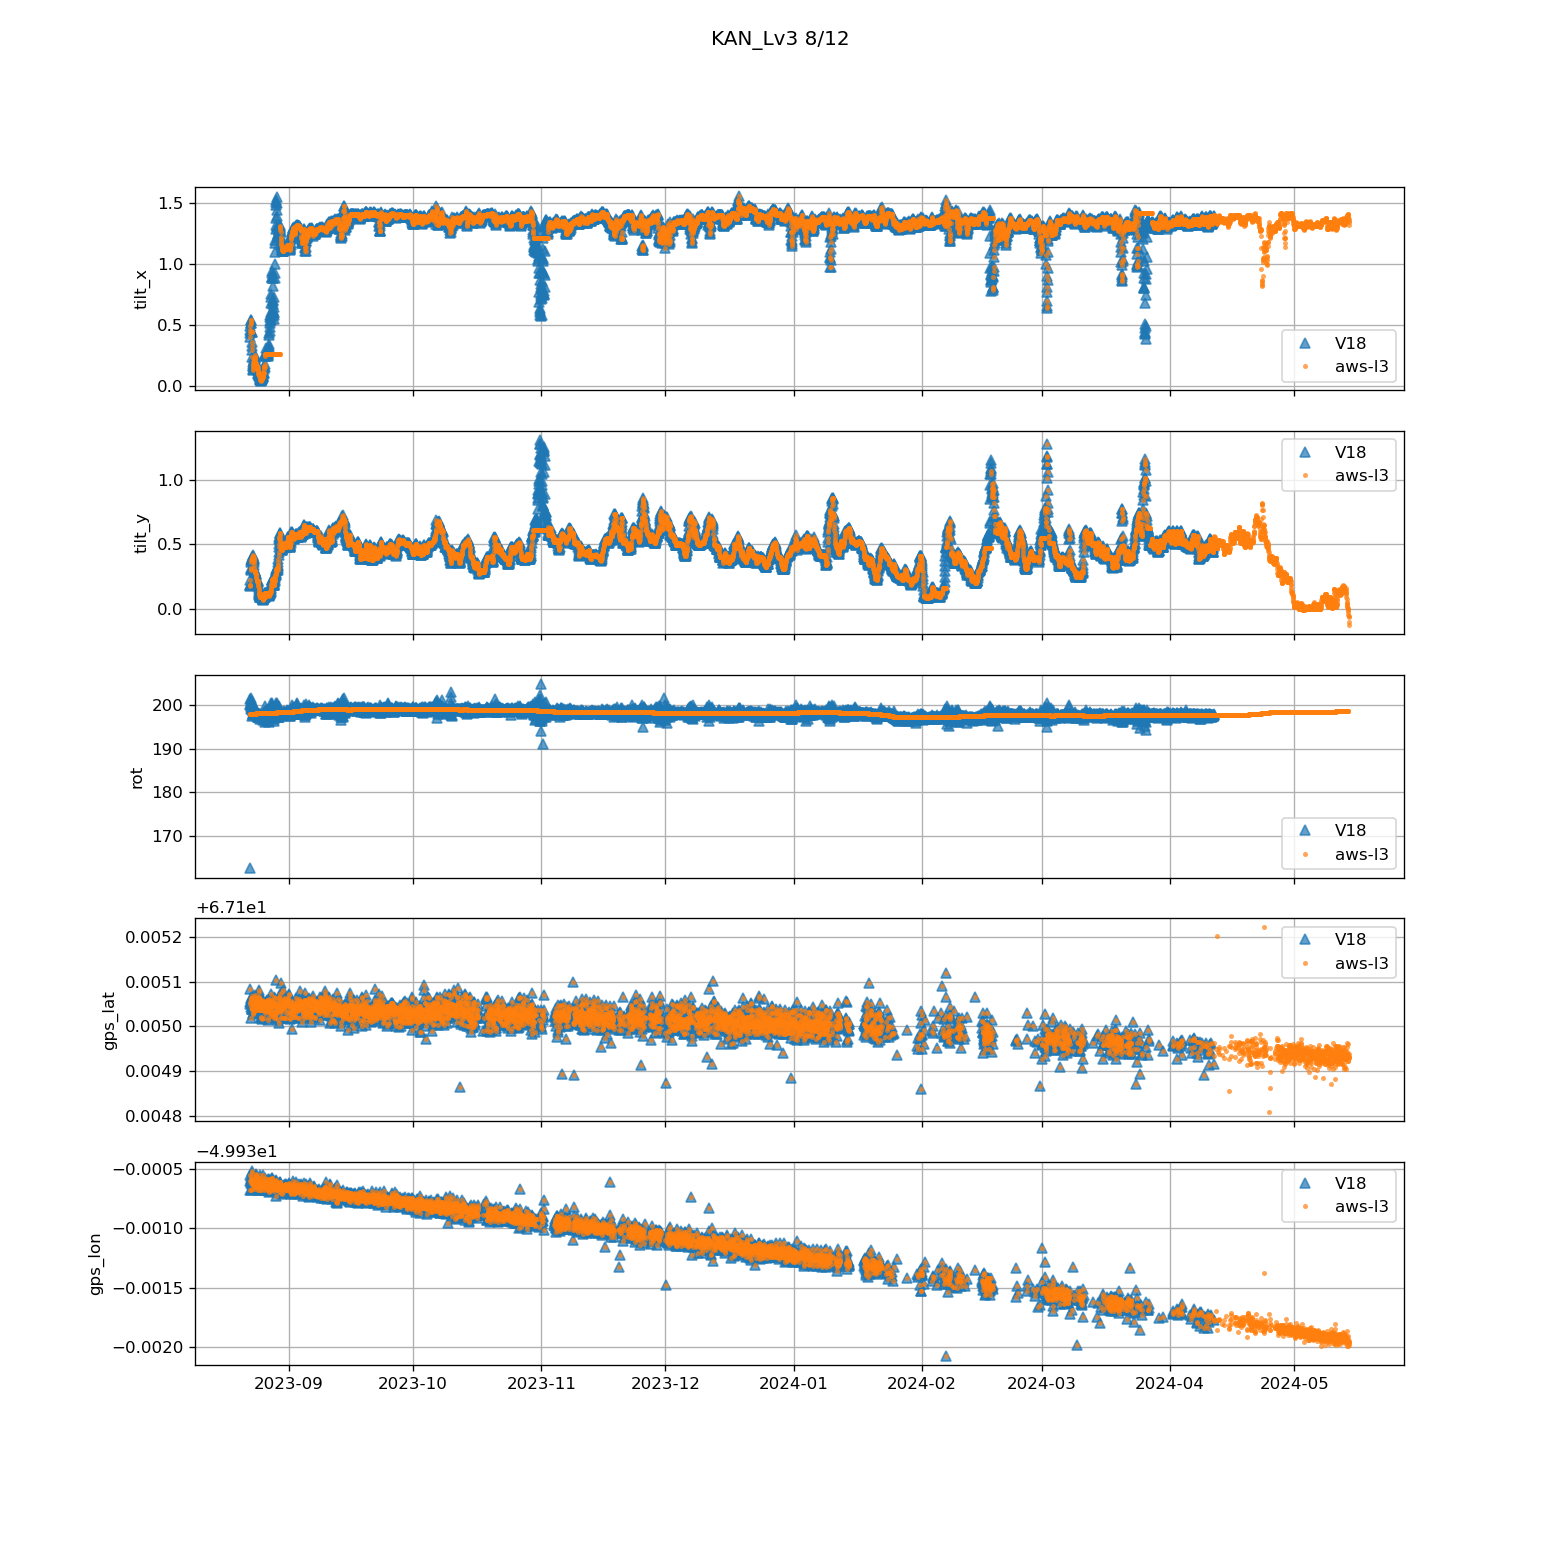 KAN_Lv3 8/12
1.5
1.0
0.5
0.0
tilt_x
V18
aws-l3
1.0
0.5
0.0
tilt_y
V18
aws-l3
200
190
180
170
rot
V18
aws-l3
+6.71e1
0.0052
0.0051
0.0050
0.0049
0.0048
gps_lat
V18
aws-l3
−4.993e1
−0.0005
−0.0010
−0.0015
−0.0020
gps_lon
V18
aws-l3
2023-09 2023-10 2023-11 2023-12 2024-01 2024-02 2024-03 2024-04 2024-05